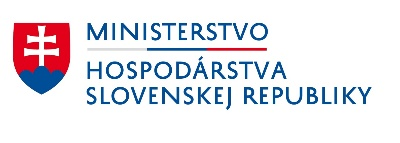 MINISTERSTVO
HOSPODÁRSTVA
SLOVENSKEJ REPUBLIKY